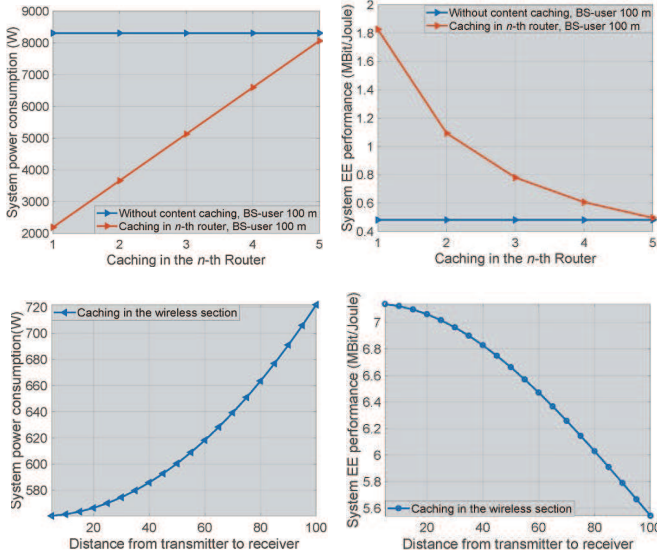 System power consumption (W)
9000
8000
7000
6000
5000
4000
3000
2000
Without content caching, BS-user 100 m
Caching in n-th router, BS-user 100 m
1 2 3 4 5
Caching in the n-th Router
System EE performance (MBit/Joule)
2
1.8
1.6
1.4
1.2
1
0.8
0.6
0.4
Without content caching, BS-user 100 m
Caching in n-th router, BS-user 100 m
1 2 3 4 5
Caching in the n-th Router
System power consumption(W)
720
700
680
660
640
620
600
580
Caching in the wireless section
20 40 60 80 100
Distance from transmitter to receiver
System EE performance (MBit/Joule)
7
6.8
6.6
6.4
6.2
6
5.8
5.6
Caching in the wireless section
20 40 60 80 100
Distance from transmitter to receiver